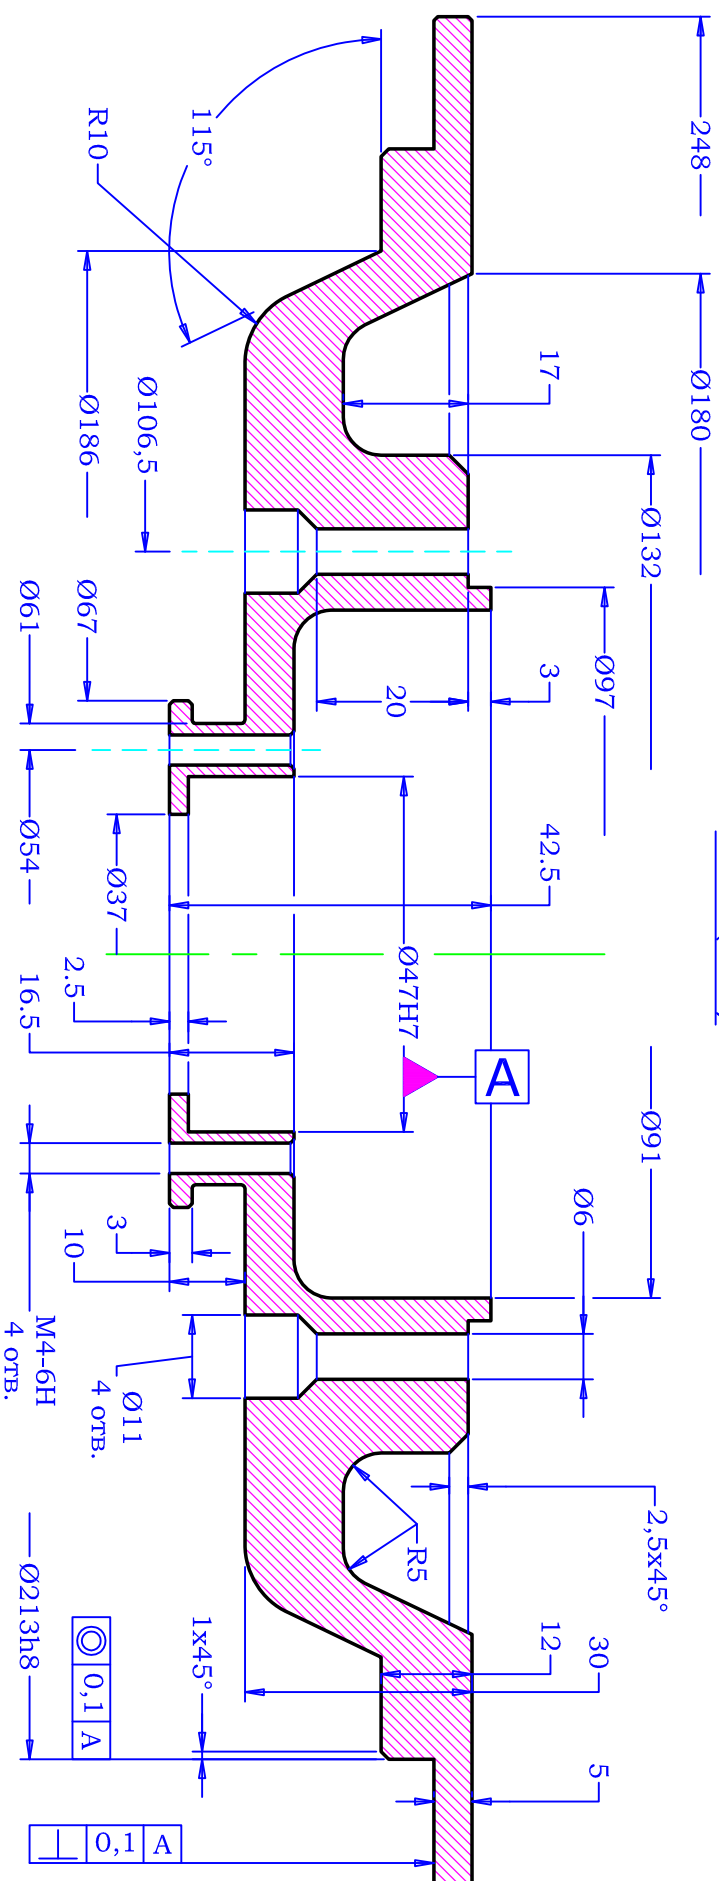 248
Ø180
Ø132
Ø97
115°
R10
Ø186
Ø106,5
17
Ø67
Ø61
20
3
Ø54
Ø37
42.5
2.5
16.5
Ø47H7
A
Ø91
Ø6
3
10
M4-6H
4 отв.
Ø11
4 отв.
R5
2,5x45°
Ø213h8
1x45°
12
30
5
0,1 A
0,1 A